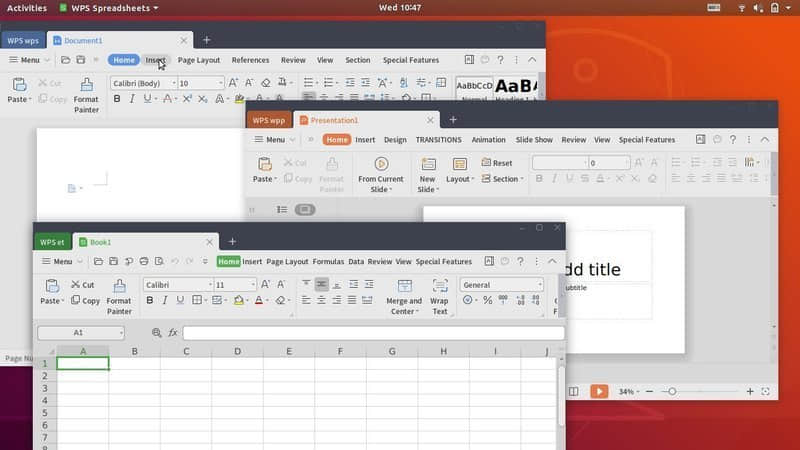 Activities WPS Spreadsheets Wed 10:47
WPS wps Document1
Menu Home Insert Page Layout References Review View Section Special Features
Paste Cut Copy Format Painter Calibri (Body) 10 AaBbCcD AaBb
Normal Heading 1
WPS wpp Presentation1
Menu Home Insert Design TRANSITIONS Animation Slide Show Review View Special Features
Paste Cut Copy Format Painter From Current Slide New Slide Layout Reset Section 0
dd title
ubtitle
34%
Page Nu
WPS et Book1
Menu Home Insert Page Layout Formulas Data Review View Special Features
Paste Cut Copy Format Painter Calibri 11 Merge and Center Wrap Text General
A1 fx
A B C D E F G H I J
1
2
3
4
5
6
7
8